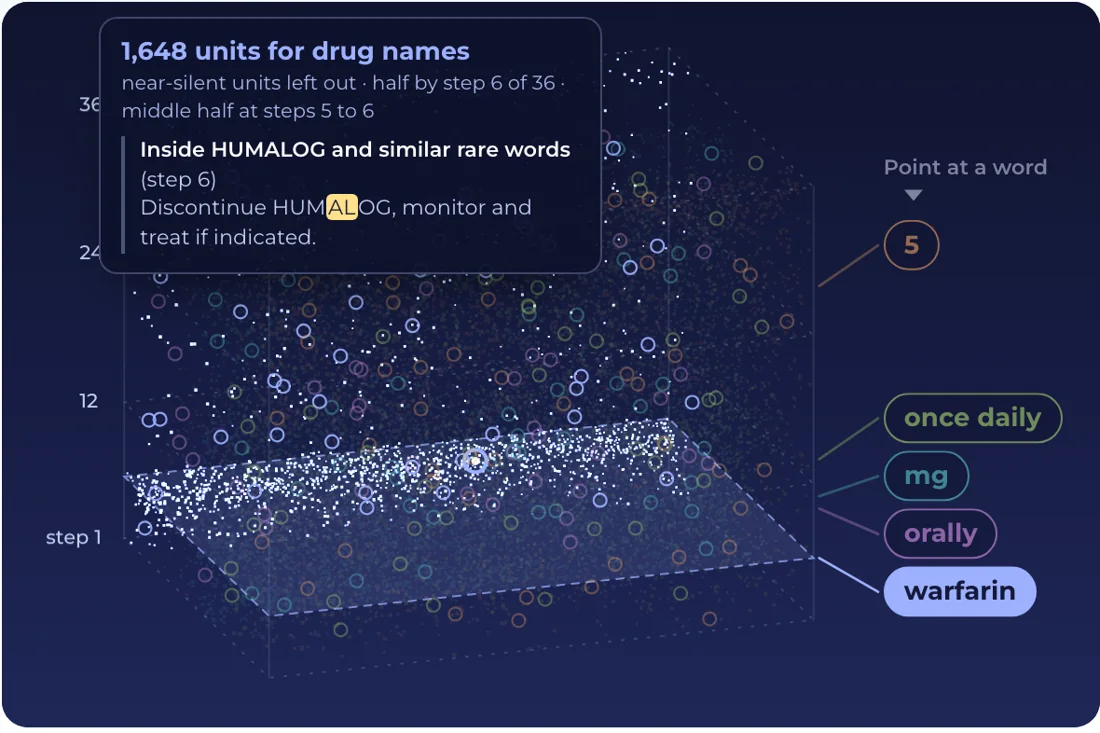 1,648 units for drug names
near-silent units left out · half by step 6 of 36 ·
middle half at steps 5 to 6
Inside HUMALOG and similar rare words
(step 6)
Discontinue HUMALOG, monitor and
treat if indicated.
36
24
12
step 1
Point at a word
5
once daily
mg
orally
warfarin